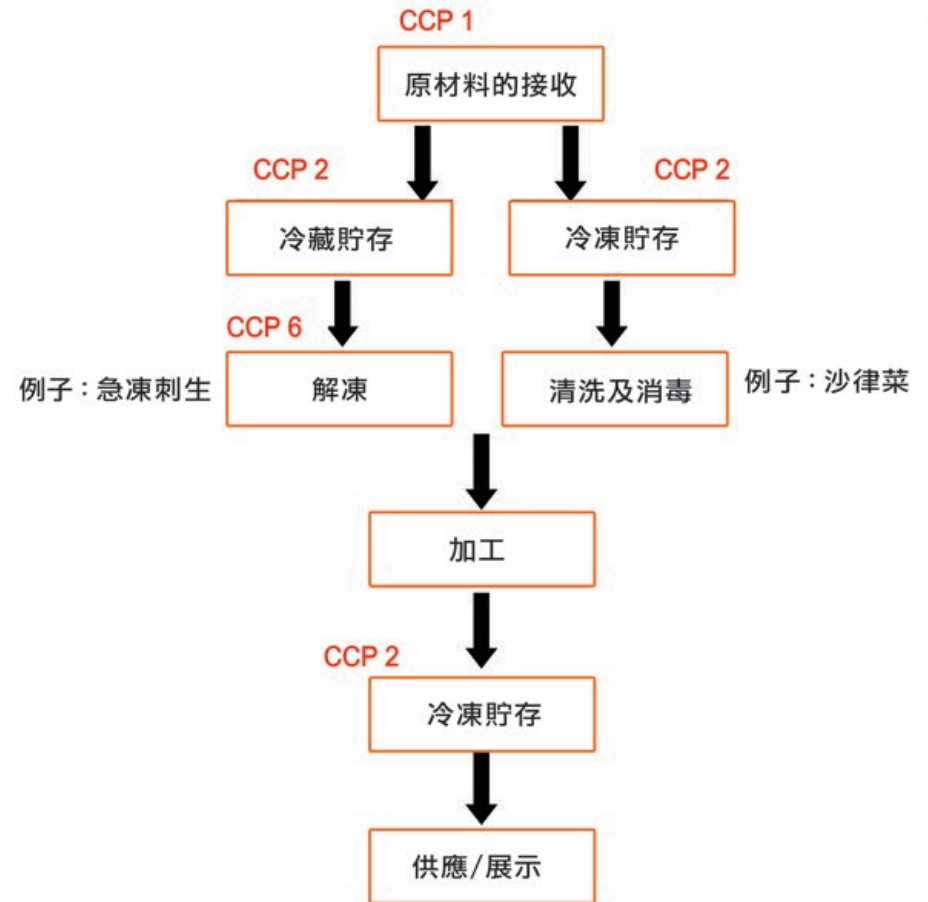 CCP 1
原材料的接收
CCP 2
CCP 2
冷藏貯存
冷凍貯存
CCP 6
例子：急凍刺生
解凍
清洗及消毒
例子：沙律菜
加工
CCP 2
冷凍貯存
供應/展示